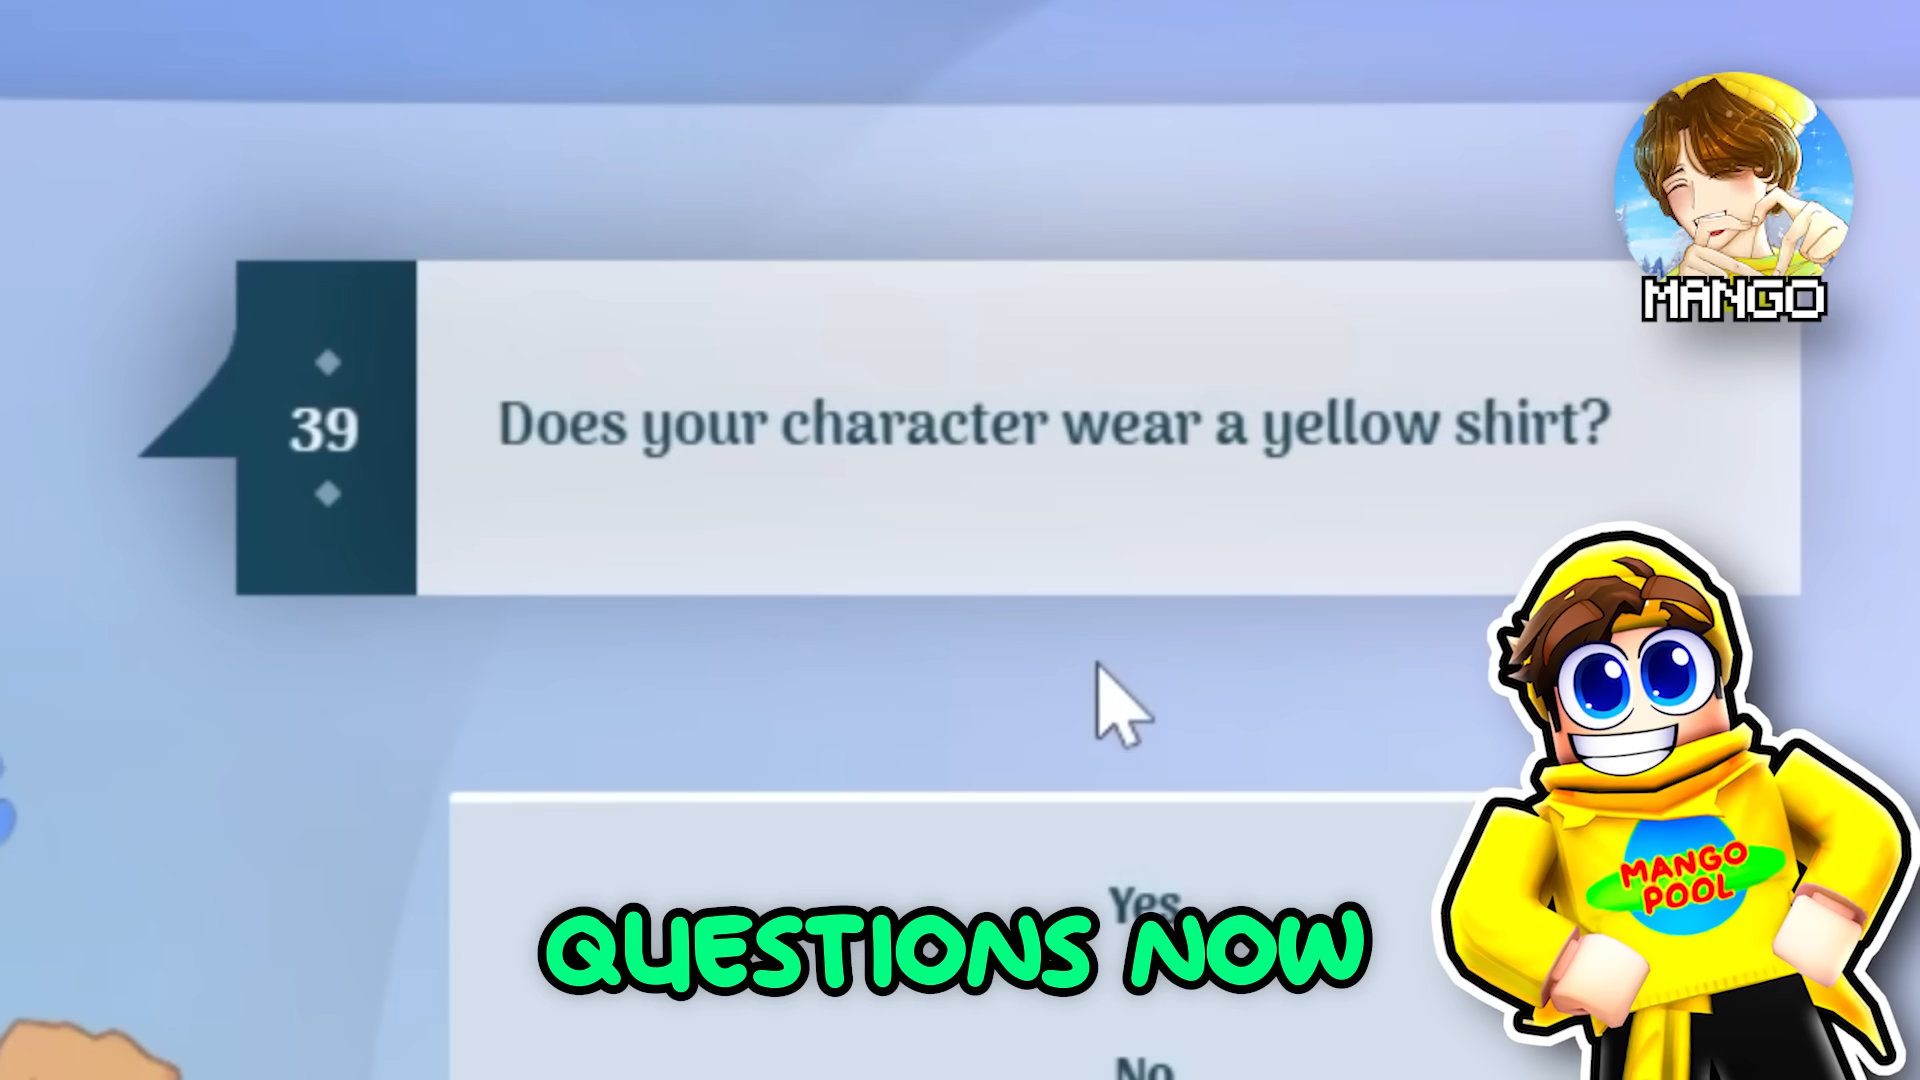 MANGO
39
Does your character wear a yellow shirt?
MANGO
POOL
Yes
QUESTIONS NOW
No